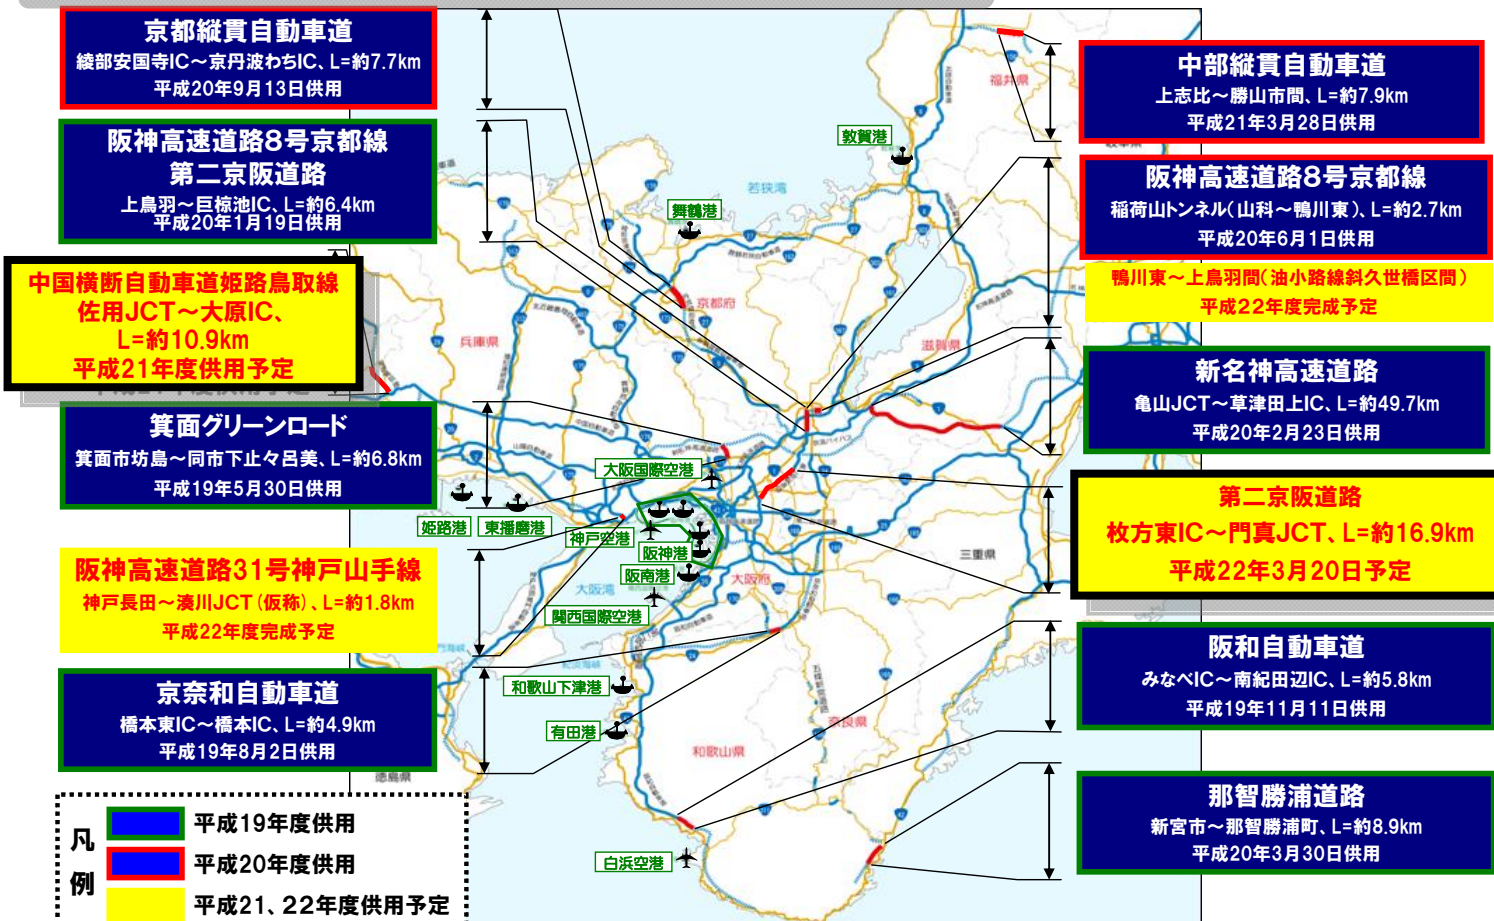 京都縦貫自動車道
綾部安国寺IC～京丹波わちIC、L=約7.7km
平成20年9月13日供用
阪神高速道路8号京都線
第二京阪道路
上鳥羽～巨椋池IC、L=約6.4km
平成20年1月19日供用
中国横断自動車道姫路鳥取線
佐用JCT～大原IC、
L=約10.9km
平成21年度供用予定
箕面グリーンロード
箕面市坊島～同市下止々呂美、L=約6.8km
平成19年5月30日供用
阪神高速道路31号神戸山手線
神戸長田～湊川JCT(仮称)、L=約1.8km
平成22年度完成予定
京奈和自動車道
橋本東IC～橋本IC、L=約4.9km
平成19年8月2日供用
中部縦貫自動車道
上志比～勝山市間、L=約7.9km
平成21年3月28日供用
阪神高速道路8号京都線
稲荷山トンネル(山科～鴨川東)、L=約2.7km
平成20年6月1日供用
鴨川東～上鳥羽間(油小路線斜久世橋区間)
平成22年度完成予定
新名神高速道路
亀山JCT～草津田上IC、L=約49.7km
平成20年2月23日供用
第二京阪道路
枚方東IC～門真JCT、L=約16.9km
平成22年3月20日予定
阪和自動車道
みなべIC～南紀田辺IC、L=約5.8km
平成19年11月11日供用
那智勝浦道路
新宮市～那智勝浦町、L=約8.9km
平成20年3月30日供用
福井県
敦賀港
若狭湾
舞鶴港
京都府
兵庫県
滋賀県
大阪国際空港
姫路港
東播磨港
神戸空港
阪神港
阪南港
大阪湾
大阪府
三重県
関西国際空港
和歌山下津港
有田港
奈良県
和歌山県
徳島県
白浜空港
凡例
平成19年度供用
平成20年度供用
平成21、22年度供用予定